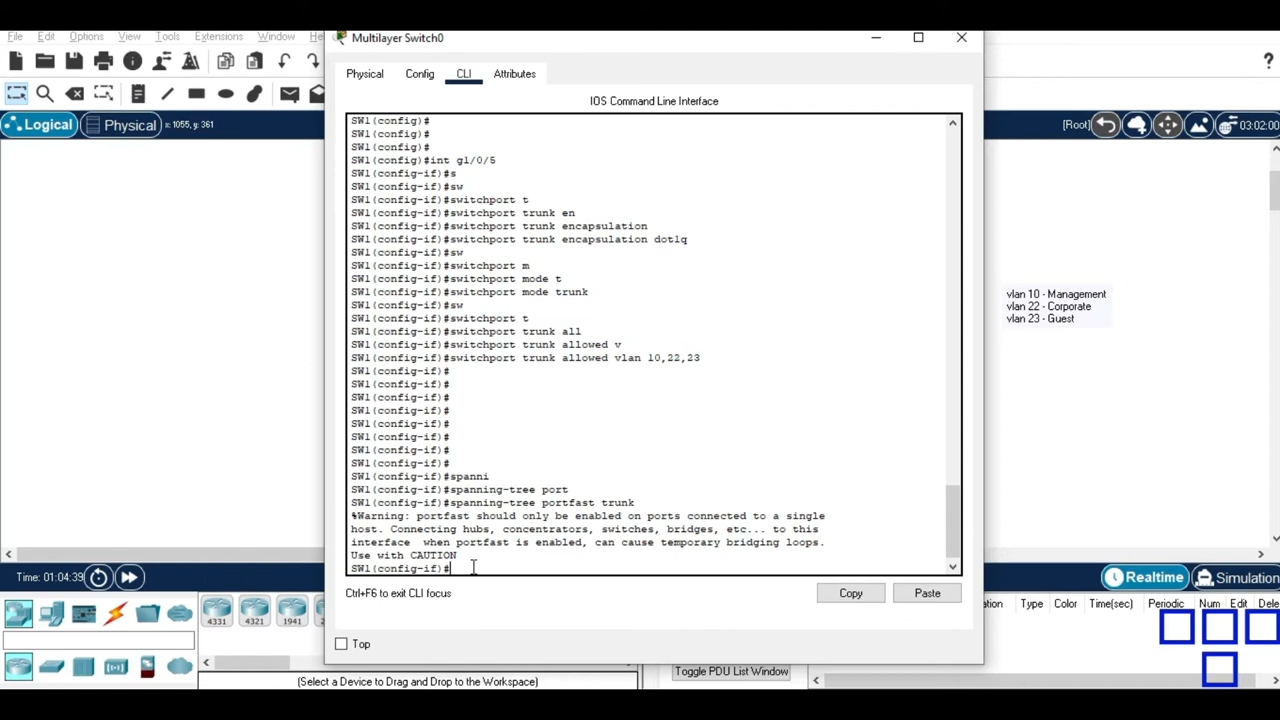 Multilayer Switch0
File Edit Options View Tools Extensions Window He
Physical Config CLI Attributes
?
Logical Physical x: 1055, y: 361
IOS Command Line Interface
[Root] 03:02:00
SW1(config)#
SW1(config)#
SW1(config)#
SW1(config)#int g1/0/5
SW1(config-if)#s
SW1(config-if)#sw
SW1(config-if)#switchport t
SW1(config-if)#switchport trunk en
SW1(config-if)#switchport trunk encapsulation
SW1(config-if)#switchport trunk encapsulation dot1q
SW1(config-if)#sw
SW1(config-if)#switchport m
SW1(config-if)#switchport mode t
SW1(config-if)#switchport mode trunk
SW1(config-if)#sw
SW1(config-if)#switchport t
SW1(config-if)#switchport trunk all
SW1(config-if)#switchport trunk allowed v
SW1(config-if)#switchport trunk allowed vlan 10,22,23
SW1(config-if)#
SW1(config-if)#
SW1(config-if)#
SW1(config-if)#
SW1(config-if)#
SW1(config-if)#
SW1(config-if)#
SW1(config-if)#spanni
SW1(config-if)#spanning-tree port
SW1(config-if)#spanning-tree portfast trunk
%Warning: portfast should only be enabled on ports connected to a single
host. Connecting hubs, concentrators, switches, bridges, etc... to this
interface when portfast is enabled, can cause temporary bridging loops.
Use with CAUTION
SW1(config-if)#
vlan 10 - Management
vlan 22 - Corporate
vlan 23 - Guest
Time: 01:04:39
Realtime Simulation
Ctrl+F6 to exit CLI focus
Copy Paste
4331 4321 1941 2
ation Type Color Time(sec) Periodic Num Edit Dele
Top
Toggle PDU List Window
(Select a Device to Drag and Drop to the Workspace)